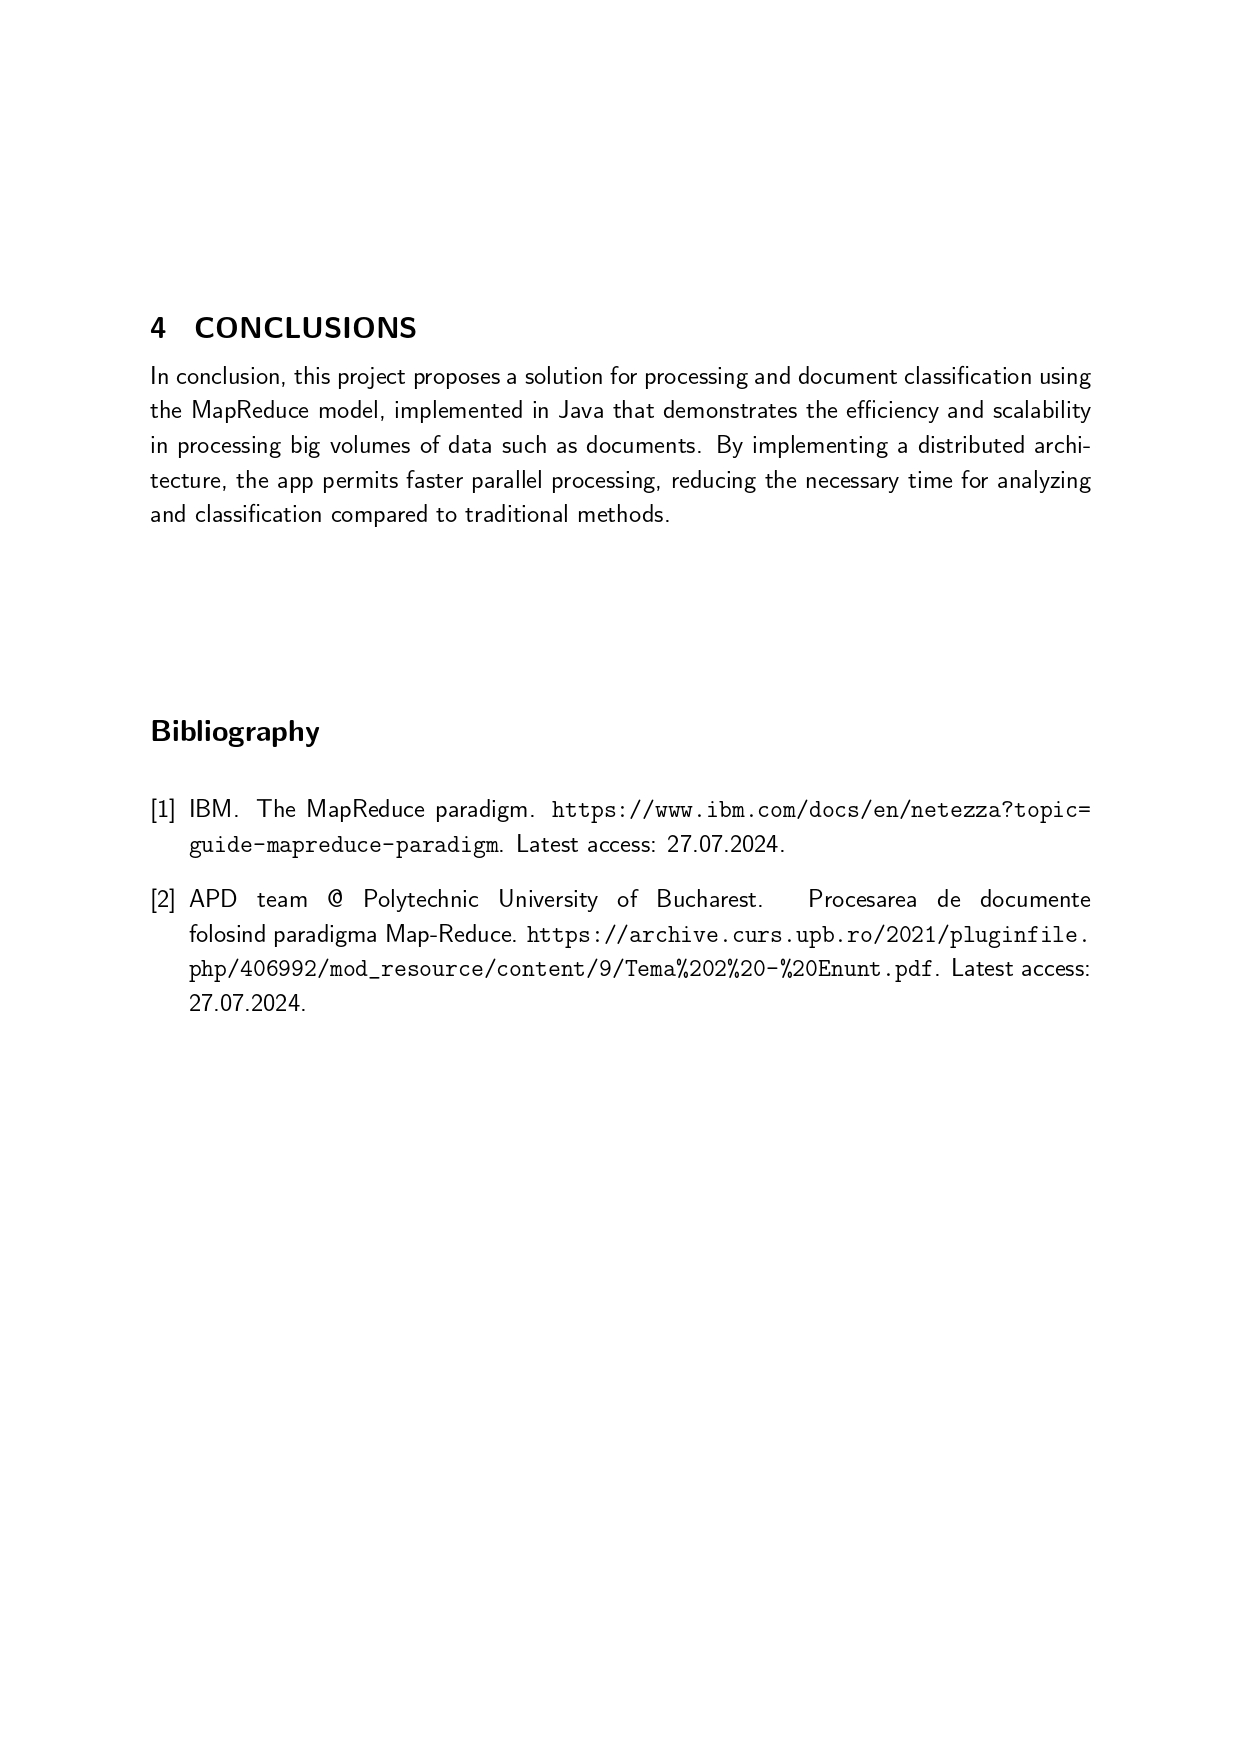 4 CONCLUSIONS
In conclusion, this project proposes a solution for processing and document classification using
the MapReduce model, implemented in Java that demonstrates the efficiency and scalability
in processing big volumes of data such as documents. By implementing a distributed archi-
tecture, the app permits faster parallel processing, reducing the necessary time for analyzing
and classification compared to traditional methods.
Bibliography
[1] IBM. The MapReduce paradigm. https://www.ibm.com/docs/en/netezza?topic=
guide-mapreduce-paradigm. Latest access: 27.07.2024.
[2] APD team @ Polytechnic University of Bucharest. Procesarea de documente
folosind paradigma Map-Reduce. https://archive.curs.upb.ro/2021/pluginfile.
php/406992/mod_resource/content/9/Tema%202%20-%20Enunt.pdf. Latest access:
27.07.2024.